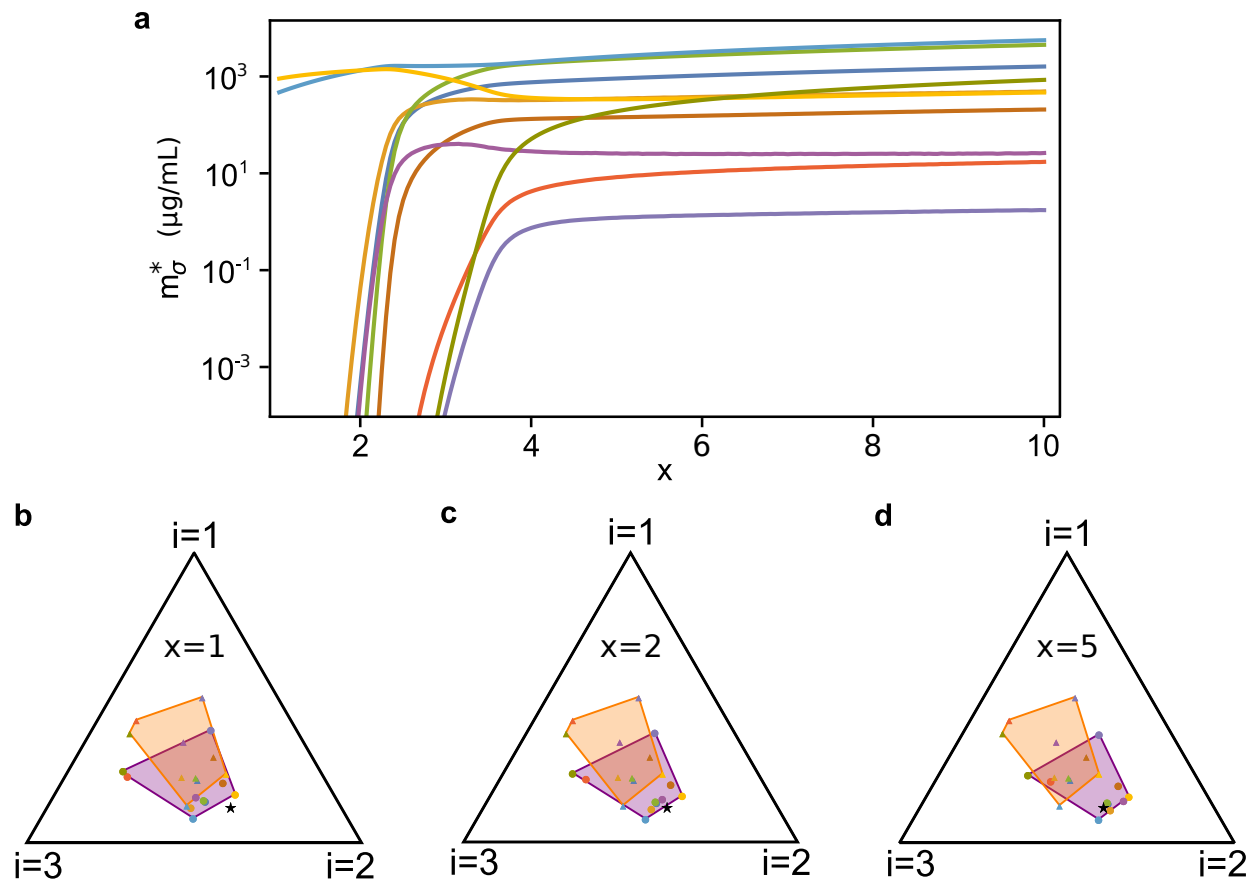 a
10³
10¹
10⁻¹
10⁻³
m*σ (μg/mL)
2 4 6 8 10
x
b c d
i=1 i=1 i=1
x=1 x=2 x=5
i=3 i=2 i=3 i=2 i=3 i=2